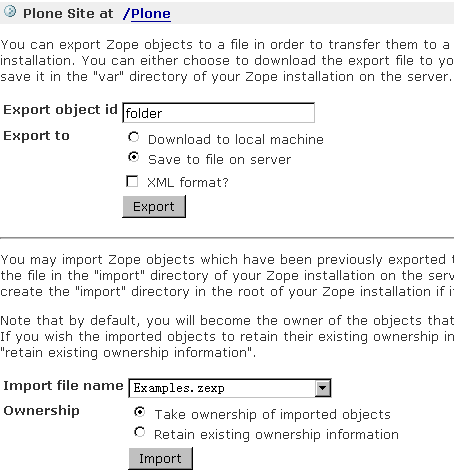 Plone Site at /Plone
You can export Zope objects to a file in order to transfer them to a
installation. You can either choose to download the export file to yo
save it in the "var" directory of your Zope installation on the server.
Export object id folder
Export to
Download to local machine
Save to file on server
XML format?
Export
You may import Zope objects which have been previously exported t
the file in the "import" directory of your Zope installation on the serv
create the "import" directory in the root of your Zope installation if it
Note that by default, you will become the owner of the objects that
If you wish the imported objects to retain their existing ownership in
"retain existing ownership information".
Import file name Examples.zexp
Ownership
Take ownership of imported objects
Retain existing ownership information
Import